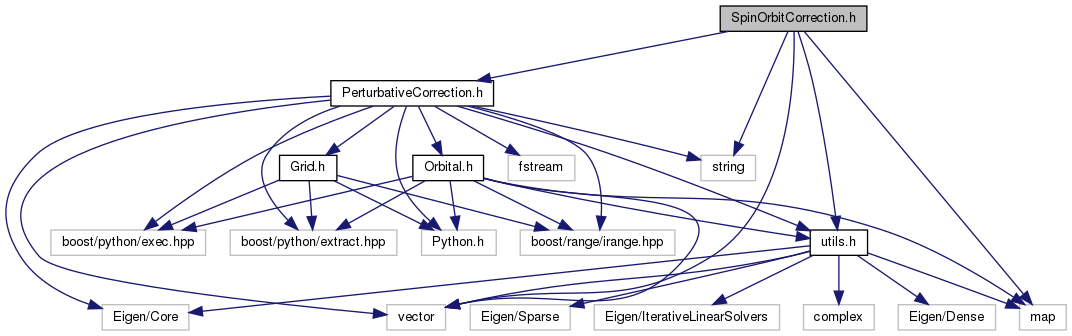 SpinOrbitCorrection.h
PerturbativeCorrection.h
Grid.h
Orbital.h
fstream
string
boost/python/exec.hpp
boost/python/extract.hpp
Python.h
boost/range/irange.hpp
utils.h
Eigen/Core
vector
Eigen/Sparse
Eigen/IterativeLinearSolvers
complex
Eigen/Dense
map